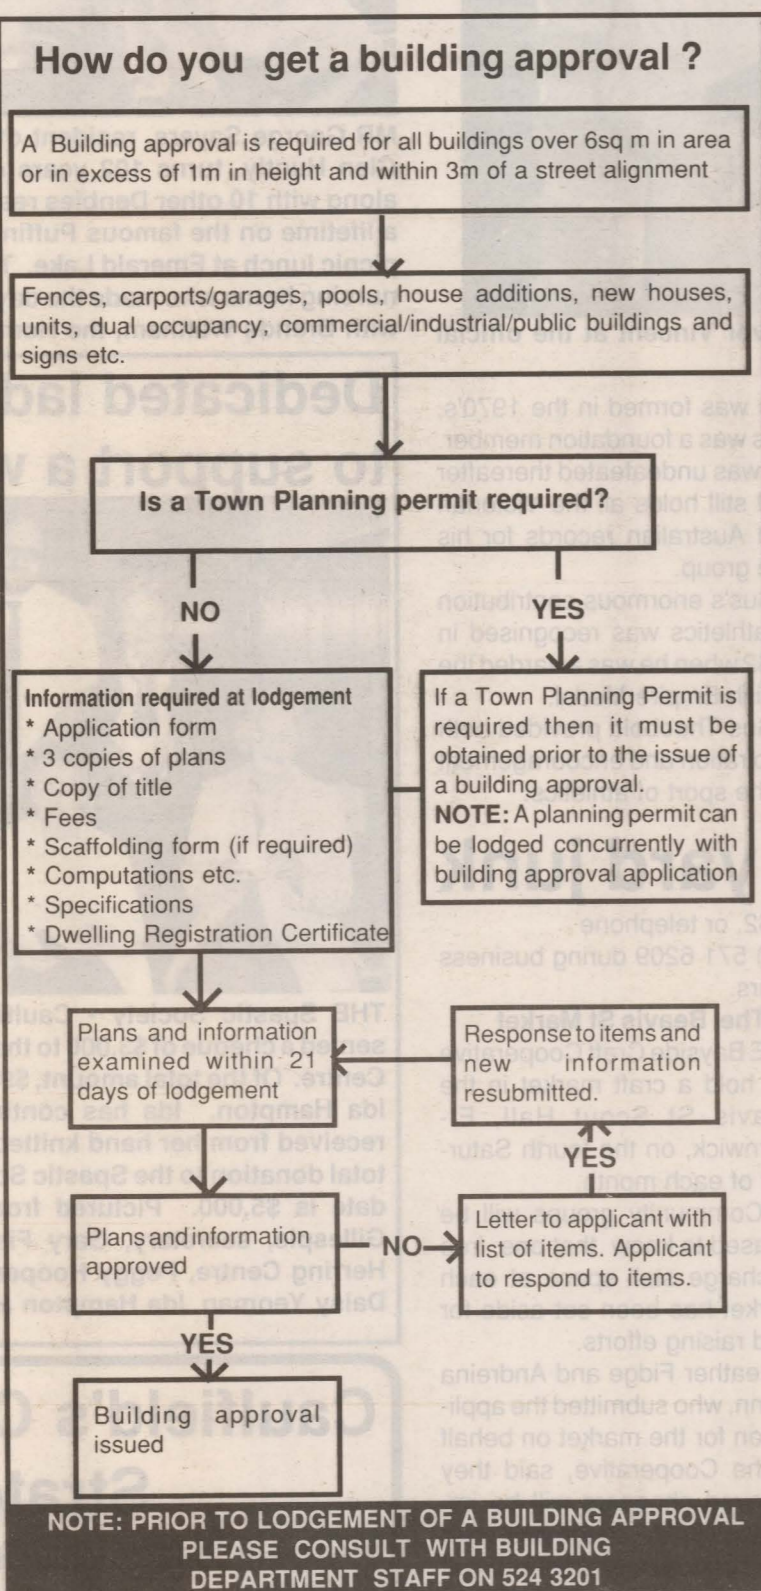 How do you get a building approval ?
A Building approval is required for all buildings over 6sq m in area
or in excess of 1m in height and within 3m of a street alignment
Fences, carports/garages, pools, house additions, new houses,
units, dual occupancy, commercial/industrial/public buildings and
signs etc.
Is a Town Planning permit required?
NO
YES
Information required at lodgement
* Application form
* 3 copies of plans
* Copy of title
* Fees
* Scaffolding form (if required)
* Computations etc.
* Specifications
* Dwelling Registration Certificate
If a Town Planning Permit is
required then it must be
obtained prior to the issue of
a building approval.
NOTE: A planning permit can
be lodged concurrently with
building approval application
Plans and information
examined within 21
days of lodgement
Response to items and
new information
resubmitted.
YES
Plans and information
approved
NO
Letter to applicant with
list of items. Applicant
to respond to items.
YES
Building approval
issued
NOTE: PRIOR TO LODGEMENT OF A BUILDING APPROVAL
PLEASE CONSULT WITH BUILDING
DEPARTMENT STAFF ON 524 3201